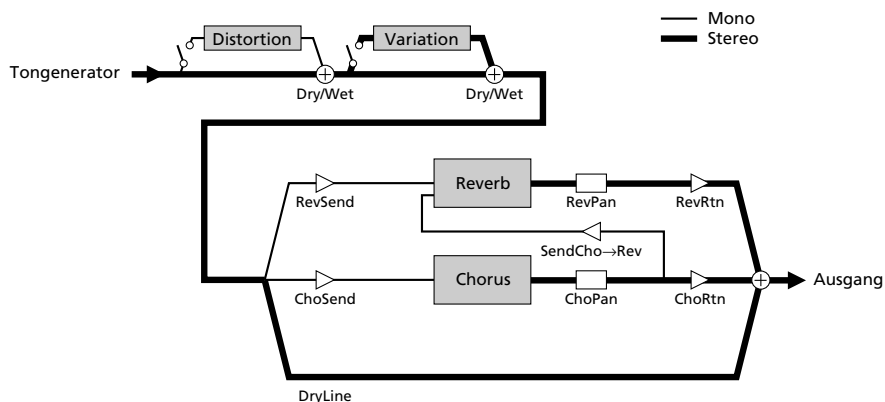 Mono
Stereo
Distortion
Variation
Tongenerator
Dry/Wet
Dry/Wet
Reverb
RevSend
RevPan
RevRtn
SendCho→Rev
Chorus
Ausgang
ChoSend
ChoPan
ChoRtn
DryLine